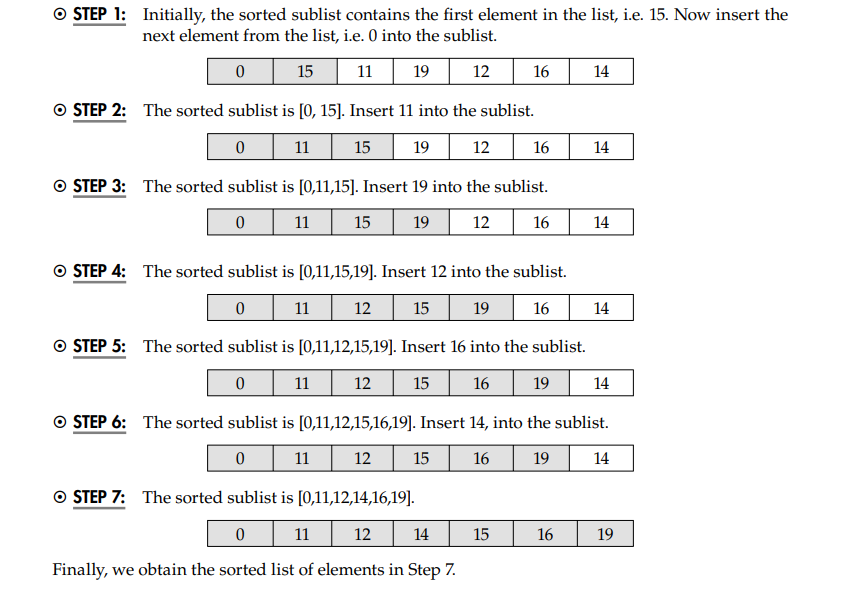 STEP 1: Initially, the sorted sublist contains the first element in the list, i.e. 15. Now insert the
next element from the list, i.e. 0 into the sublist.
0 15 11 19 12 16 14
STEP 2: The sorted sublist is [0, 15]. Insert 11 into the sublist.
0 11 15 19 12 16 14
STEP 3: The sorted sublist is [0,11,15]. Insert 19 into the sublist.
0 11 15 19 12 16 14
STEP 4: The sorted sublist is [0,11,15,19]. Insert 12 into the sublist.
0 11 12 15 19 16 14
STEP 5: The sorted sublist is [0,11,12,15,19]. Insert 16 into the sublist.
0 11 12 15 16 19 14
STEP 6: The sorted sublist is [0,11,12,15,16,19]. Insert 14, into the sublist.
0 11 12 15 16 19 14
STEP 7: The sorted sublist is [0,11,12,14,16,19].
0 11 12 14 15 16 19
Finally, we obtain the sorted list of elements in Step 7.